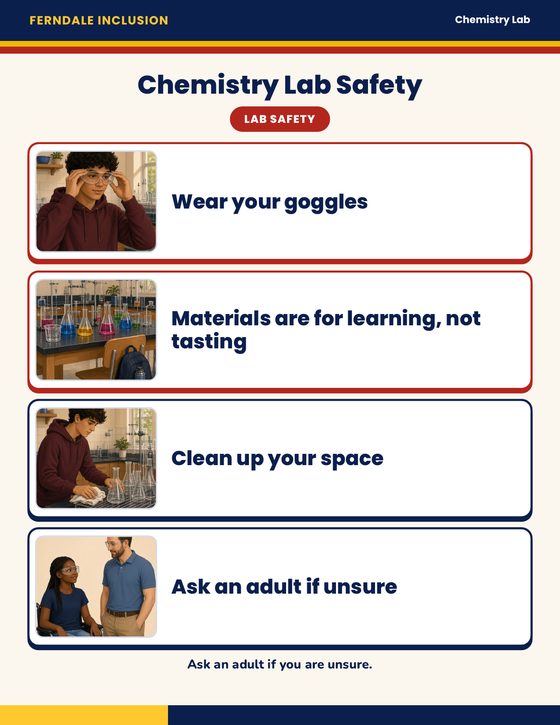 FERNDALE INCLUSION
Chemistry Lab
Chemistry Lab Safety
LAB SAFETY
Wear your goggles
Materials are for learning, not
tasting
Clean up your space
Ask an adult if unsure
Ask an adult if you are unsure.